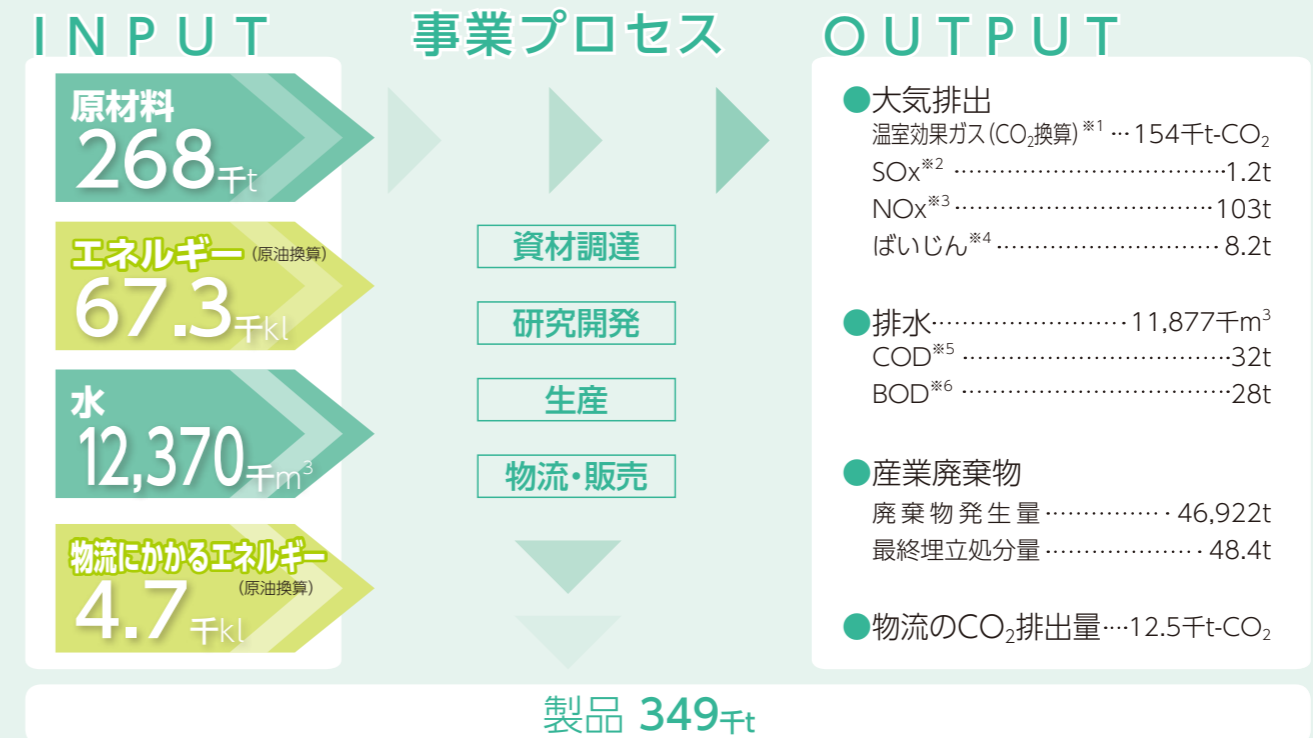 INPUT
原材料
268千t
エネルギー(原油換算)
67.3千kl
水
12,370千m³
物流にかかるエネルギー
(原油換算)
4.7千kl
事業プロセス
資材調達
研究開発
生産
物流・販売
OUTPUT
●大気排出
温室効果ガス(CO₂換算)※1 … 154千t-CO₂
SOx※2 ……………………………1.2t
NOx※3 ……………………………103t
ばいじん※4 ………………………8.2t
●排水……………………11,877千m³
COD※5 ……………………………32t
BOD※6 ……………………………28t
●産業廃棄物
廃棄物発生量……………46,922t
最終埋立処分量…………………48.4t
●物流のCO₂排出量…12.5千t-CO₂
製品 349千t